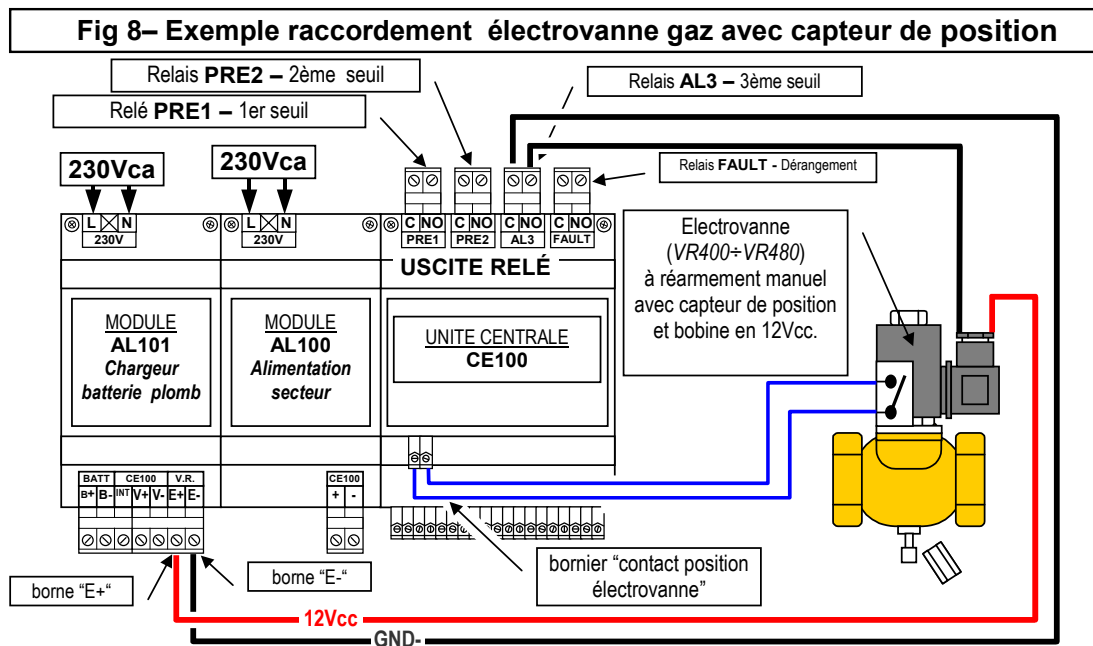 Fig 8– Exemple raccordement électrovanne gaz avec capteur de position
Relais PRE2 – 2ème seuil
Relais AL3 – 3ème seuil
Relé PRE1 – 1er seuil
230Vca
230Vca
Relais FAULT - Dérangement
L N
230V
L N
230V
C NO
PRE1
C NO
PRE2
C NO
AL3
C NO
FAULT
USCITE RELÉ
Electrovanne
(VR400÷VR480)
à réarmement manuel
avec capteur de position
et bobine en 12Vcc.
MODULE
AL101
Chargeur
batterie plomb
MODULE
AL100
Alimentation
secteur
UNITE CENTRALE
CE100
BATT CE100 V.R.
B+ B- INT V+ V- E+ E-
CE100
+ -
borne “E+“
borne “E-“
bornier “contact position
électrovanne”
12Vcc
GND-